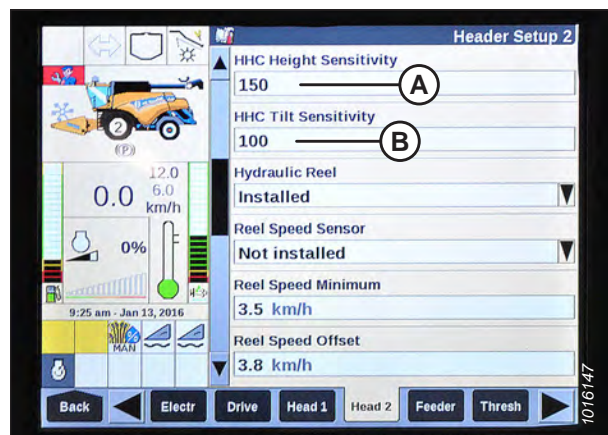 Header Setup 2
HHC Height Sensitivity
150
A
HHC Tilt Sensitivity
100
B
Hydraulic Reel
Installed
Reel Speed Sensor
Not installed
Reel Speed Minimum
3.5 km/h
Reel Speed Offset
3.8 km/h
2
(P)
12.0
0.0 6.0
km/h
0%
9:25 am - Jan 13, 2016
%
MAN
Back Electr Drive Head 1 Head 2 Feeder Thresh
1016147